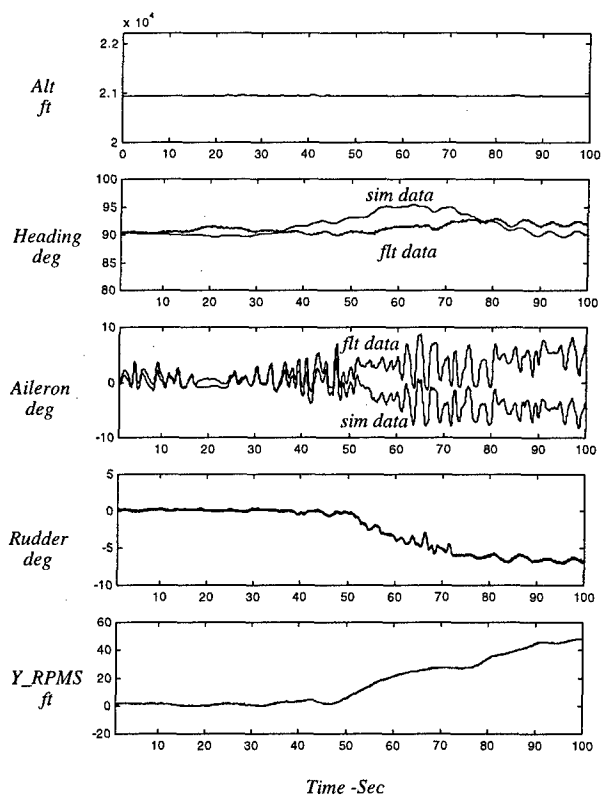 x 10⁴
2.2
2.1
2
Alt
ft
0 10 20 30 40 50 60 70 80 90 100
100
95
90
85
80
Heading
deg
sim data
flt data
10 20 30 40 50 60 70 80 90 100
10
0
-10
Aileron
deg
flt data
sim data
10 20 30 40 50 60 70 80 90 100
5
0
-5
-10
Rudder
deg
10 20 30 40 50 60 70 80 90 100
60
40
20
0
-20
Y_RPMS
ft
10 20 30 40 50 60 70 80 90 100
Time -Sec